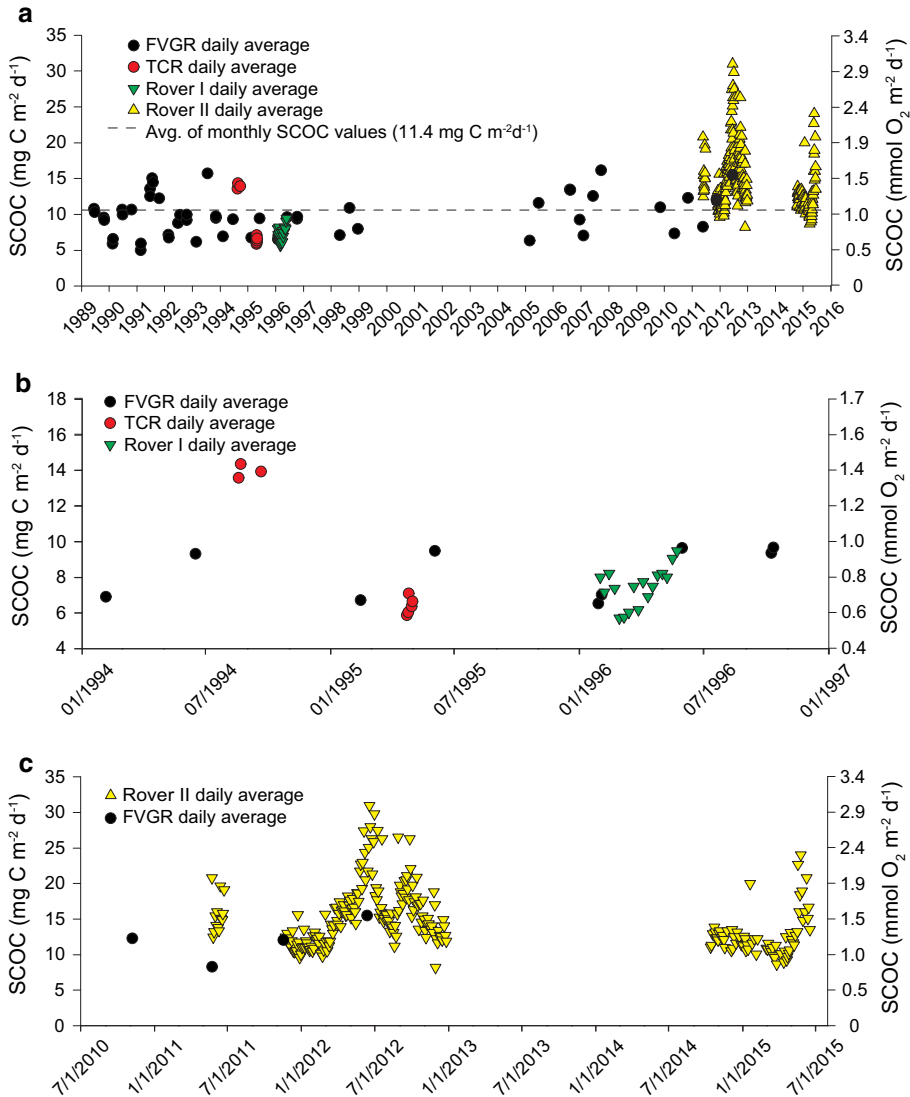 a
SCOC (mg C m⁻² d⁻¹)
35
30
25
20
15
10
5
0
FVGR daily average
TCR daily average
Rover I daily average
Rover II daily average
Avg. of monthly SCOC values (11.4 mg C m⁻²d⁻¹)
3.4
2.9
2.4
1.9
1.5
1.0
0.5
0
SCOC (mmol O₂ m⁻² d⁻¹)
1989 1990 1991 1992 1993 1994 1995 1996 1997 1998 1999 2000 2001 2002 2003 2004 2005 2006 2007 2008 2009 2010 2011 2012 2013 2014 2015 2016
b
SCOC (mg C m⁻² d⁻¹)
18
16
14
12
10
8
6
4
FVGR daily average
TCR daily average
Rover I daily average
1.7
1.6
1.4
1.2
1.0
0.8
0.6
0.4
SCOC (mmol O₂ m⁻² d⁻¹)
01/1994 07/1994 01/1995 07/1995 01/1996 07/1996 01/1997
c
SCOC (mg C m⁻² d⁻¹)
35
30
25
20
15
10
5
0
Rover II daily average
FVGR daily average
3.4
2.9
2.4
1.9
1.5
1.0
0.5
0
SCOC (mmol O₂ m⁻² d⁻¹)
7/1/2010 1/1/2011 7/1/2011 1/1/2012 7/1/2012 1/1/2013 7/1/2013 1/1/2014 7/1/2014 1/1/2015 7/1/2015